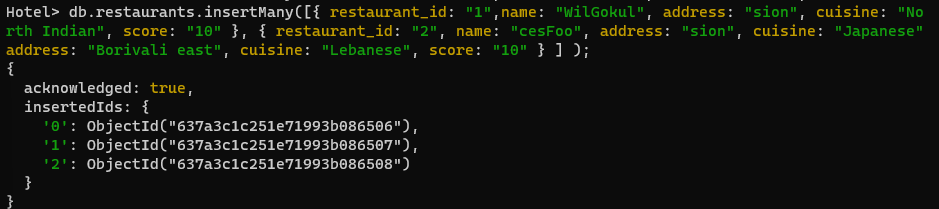 Hotel> db.restaurants.insertMany([{ restaurant_id: "1",name: "WilGokul", address: "sion", cuisine: "No
rth Indian", score: "10" }, { restaurant_id: "2", name: "cesFoo", address: "sion", cuisine: "Japanese"
address: "Borivali east", cuisine: "Lebanese", score: "10" } ] );
{
  acknowledged: true,
  insertedIds: {
    '0': ObjectId("637a3c1c251e71993b086506"),
    '1': ObjectId("637a3c1c251e71993b086507"),
    '2': ObjectId("637a3c1c251e71993b086508")
  }
}